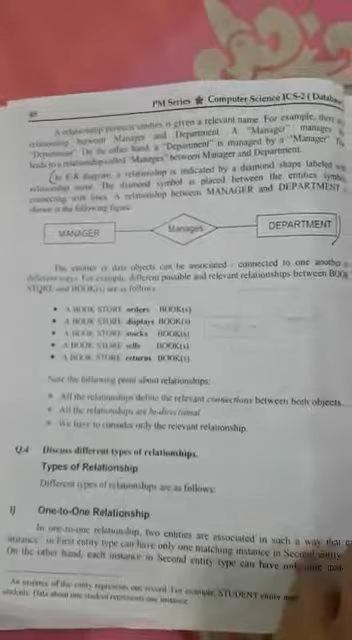 PM Series ★ Computer Science ICS-2 ( Databas
A relationship between entities is given a relevant name. For example, there
relationship between Manager and Department. A "Manager" manages
"Department". On the other hand, a "Department" is managed by a "Manager"
leads to a relationship called "Manages" between Manager and Department.
In E-R diagram, a relationship is indicated by a diamond shape labeled
relationship name. The diamond symbol is placed between the entities symbo
connecting with lines. A relationship between MANAGER and DEPARTMENT
shown in the following figure.
MANAGER Manages DEPARTMENT
The entities or data objects can be associated - connected to one another
different ways. For example, different possible and relevant relationships between BOOK
STORE and BOOK(s) are as follows
• A BOOK STORE orders BOOK(s)
• A BOOK STORE displays BOOK(s)
• A BOOK STORE stocks BOOK(s)
• A BOOK STORE sells BOOK(s)
• A BOOK STORE returns BOOK(s)
Note the following point about relationships:
• All the relationships define the relevant connections between both objects.
• All the relationships are bi-directional
• We have to consider only the relevant relationship.
Q.4 Discuss different types of relationships.
Types of Relationship
Different types of relationships are as follows:
i) One-to-One Relationship
In one-to-one relationship, two entities are associated in such a way that
instance in First entity type can have only one matching instance in Second entity
On the other hand, each instance in Second entity type can have only one
An instance of the entity represents one record. For example, STUDENT entity
students. Data about one student represents one instance.